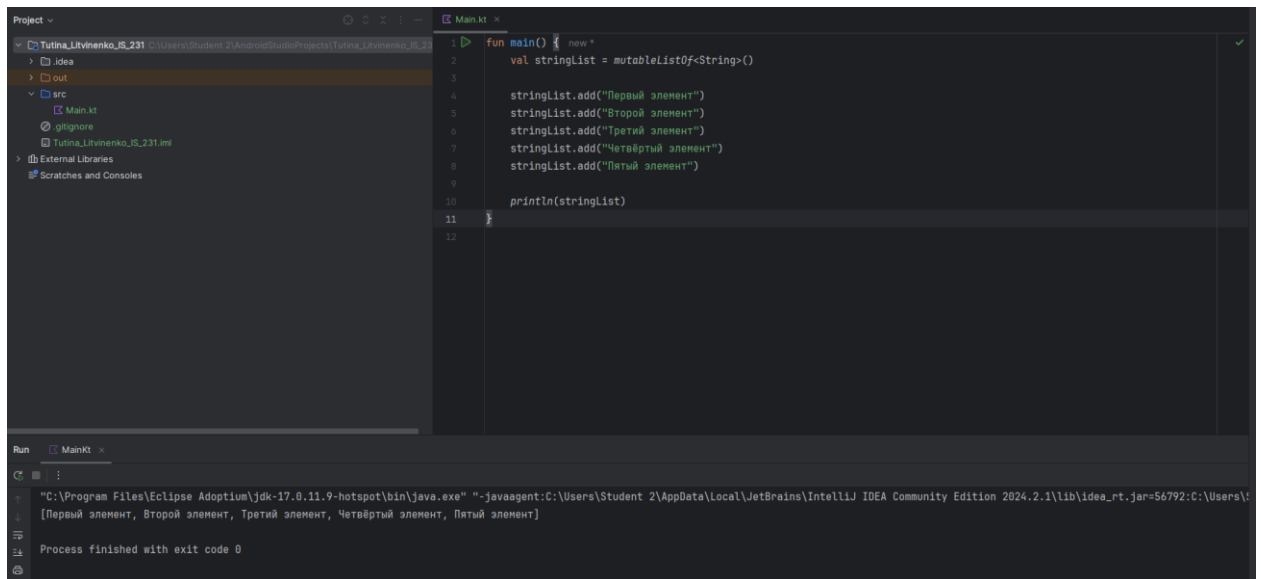 Project
Main.kt
Tutina_Litvinenko_IS_231 C:\Users\Student 2\AndroidStudioProjects\Tutina_Litvinenko_IS_23
.idea
out
src
Main.kt
.gitignore
Tutina_Litvinenko_IS_231.iml
External Libraries
Scratches and Consoles
1 fun main() { new *
2 val stringList = mutableListOf<String>()
3
4 stringList.add("Первый элемент")
5 stringList.add("Второй элемент")
6 stringList.add("Третий элемент")
7 stringList.add("Четвёртый элемент")
8 stringList.add("Пятый элемент")
9
10 println(stringList)
11 }
12
Run MainKt
"C:\Program Files\Eclipse Adoptium\jdk-17.0.11.9-hotspot\bin\java.exe" "-javaagent:C:\Users\Student 2\AppData\Local\JetBrains\IntelliJ IDEA Community Edition 2024.2.1\lib\idea_rt.jar=56792:C:\Users\
[Первый элемент, Второй элемент, Третий элемент, Четвёртый элемент, Пятый элемент]
Process finished with exit code 0